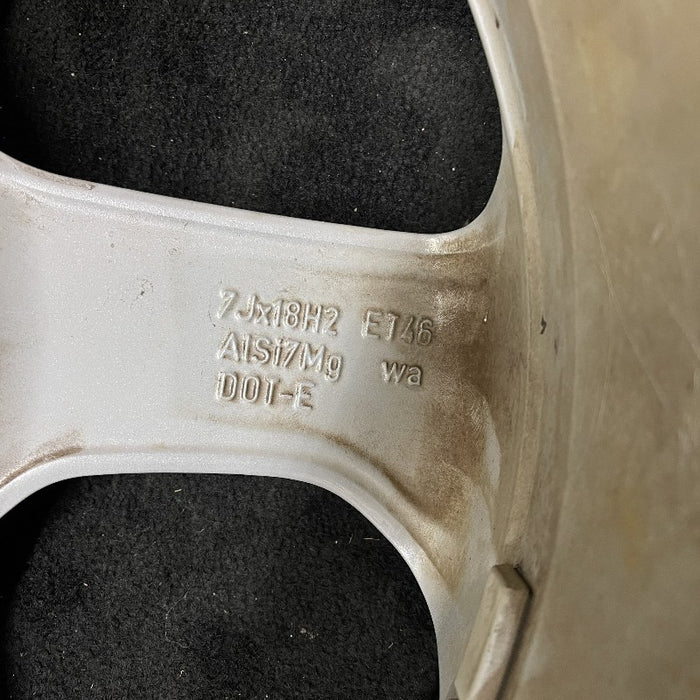 7Jx18H2 ET46
AlSi7Mg wa
DOT-E